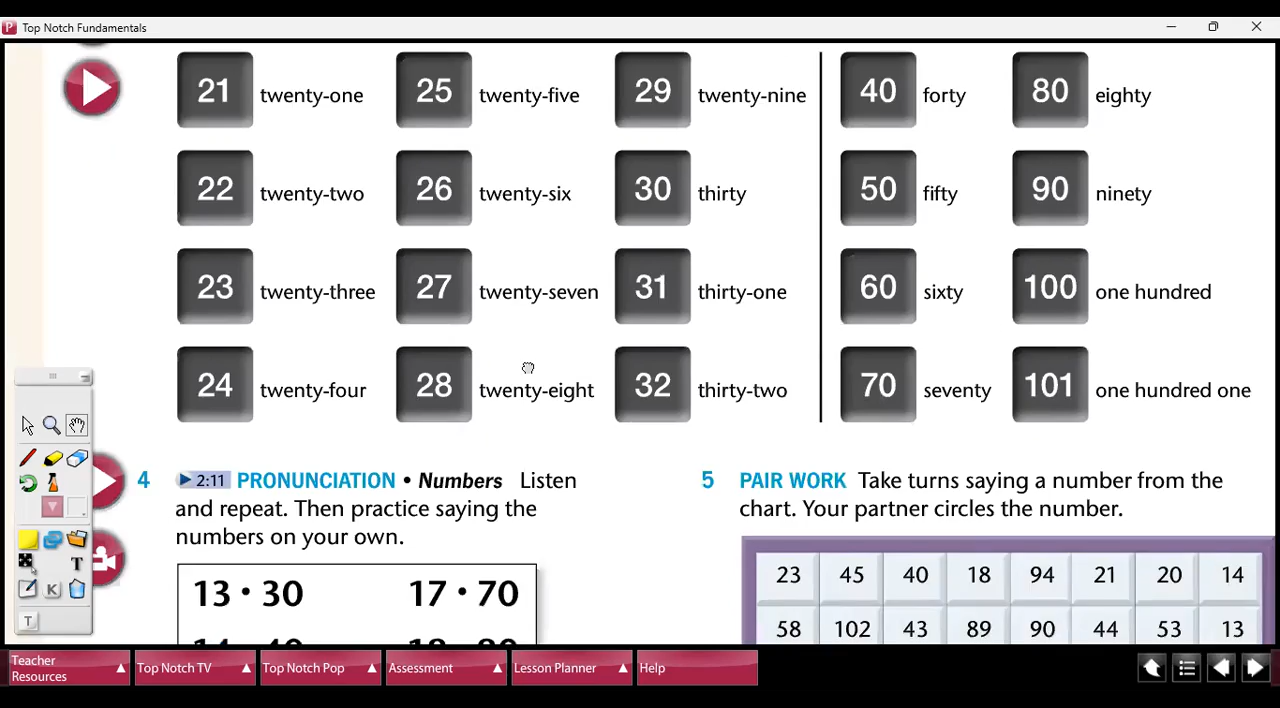 Top Notch Fundamentals
21 twenty-one 25 twenty-five 29 twenty-nine 40 forty 80 eighty
22 twenty-two 26 twenty-six 30 thirty 50 fifty 90 ninety
23 twenty-three 27 twenty-seven 31 thirty-one 60 sixty 100 one hundred
24 twenty-four 28 twenty-eight 32 thirty-two 70 seventy 101 one hundred one
4 2:11 PRONUNCIATION • Numbers Listen
and repeat. Then practice saying the
numbers on your own.
13 • 30 17 • 70
5 PAIR WORK Take turns saying a number from the
chart. Your partner circles the number.
23 45 40 18 94 21 20 14
58 102 43 89 90 44 53 13
T
K
T
Teacher
Resources
Top Notch TV
Top Notch Pop
Assessment
Lesson Planner
Help